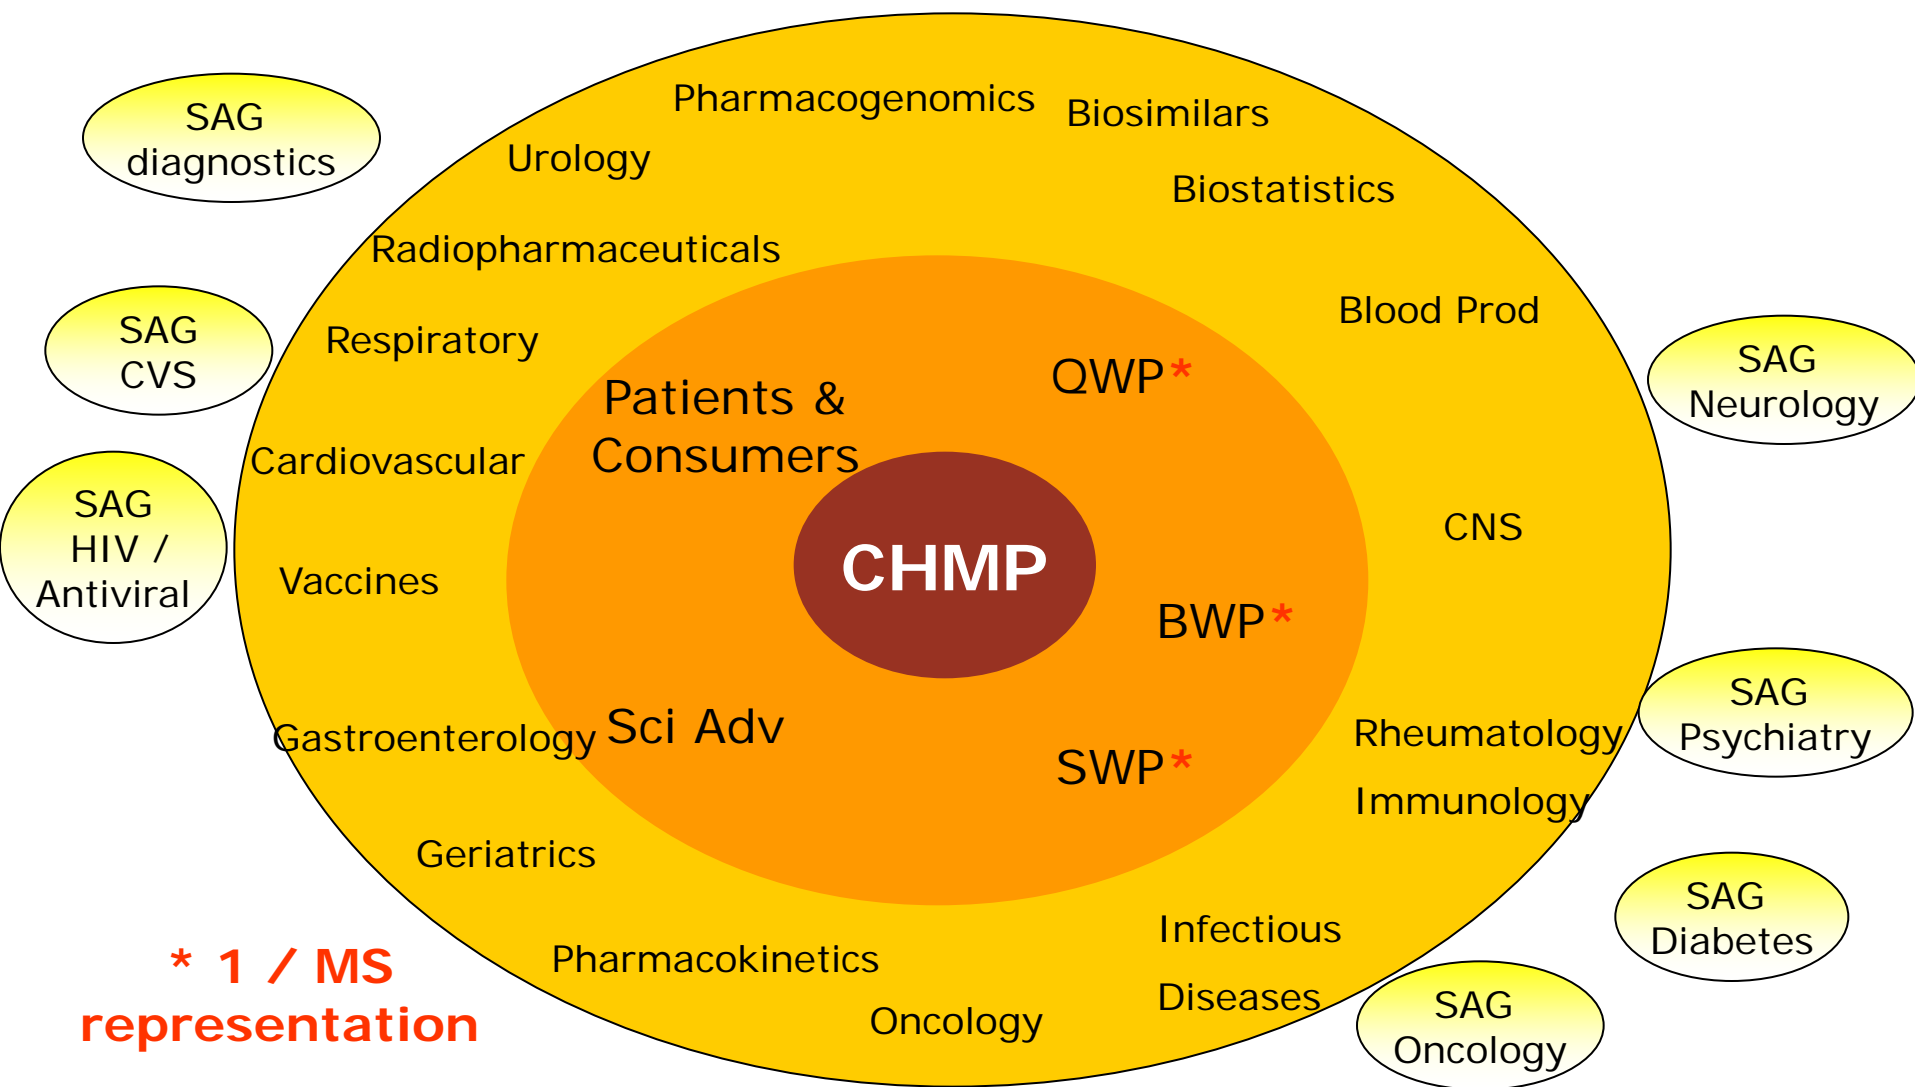 Pharmacogenomics
Biosimilars
SAG
diagnostics
Urology
Biostatistics
Radiopharmaceuticals
Blood Prod
SAG
CVS
Respiratory
SAG
Neurology
QWP*
Patients &
Consumers
Cardiovascular
SAG
HIV /
Antiviral
CNS
CHMP
Vaccines
BWP*
SAG
Psychiatry
Gastroenterology
Sci Adv
Rheumatology
SWP*
Immunology
Geriatrics
SAG
Diabetes
Infectious
Diseases
Pharmacokinetics
* 1 / MS
representation
Oncology
SAG
Oncology